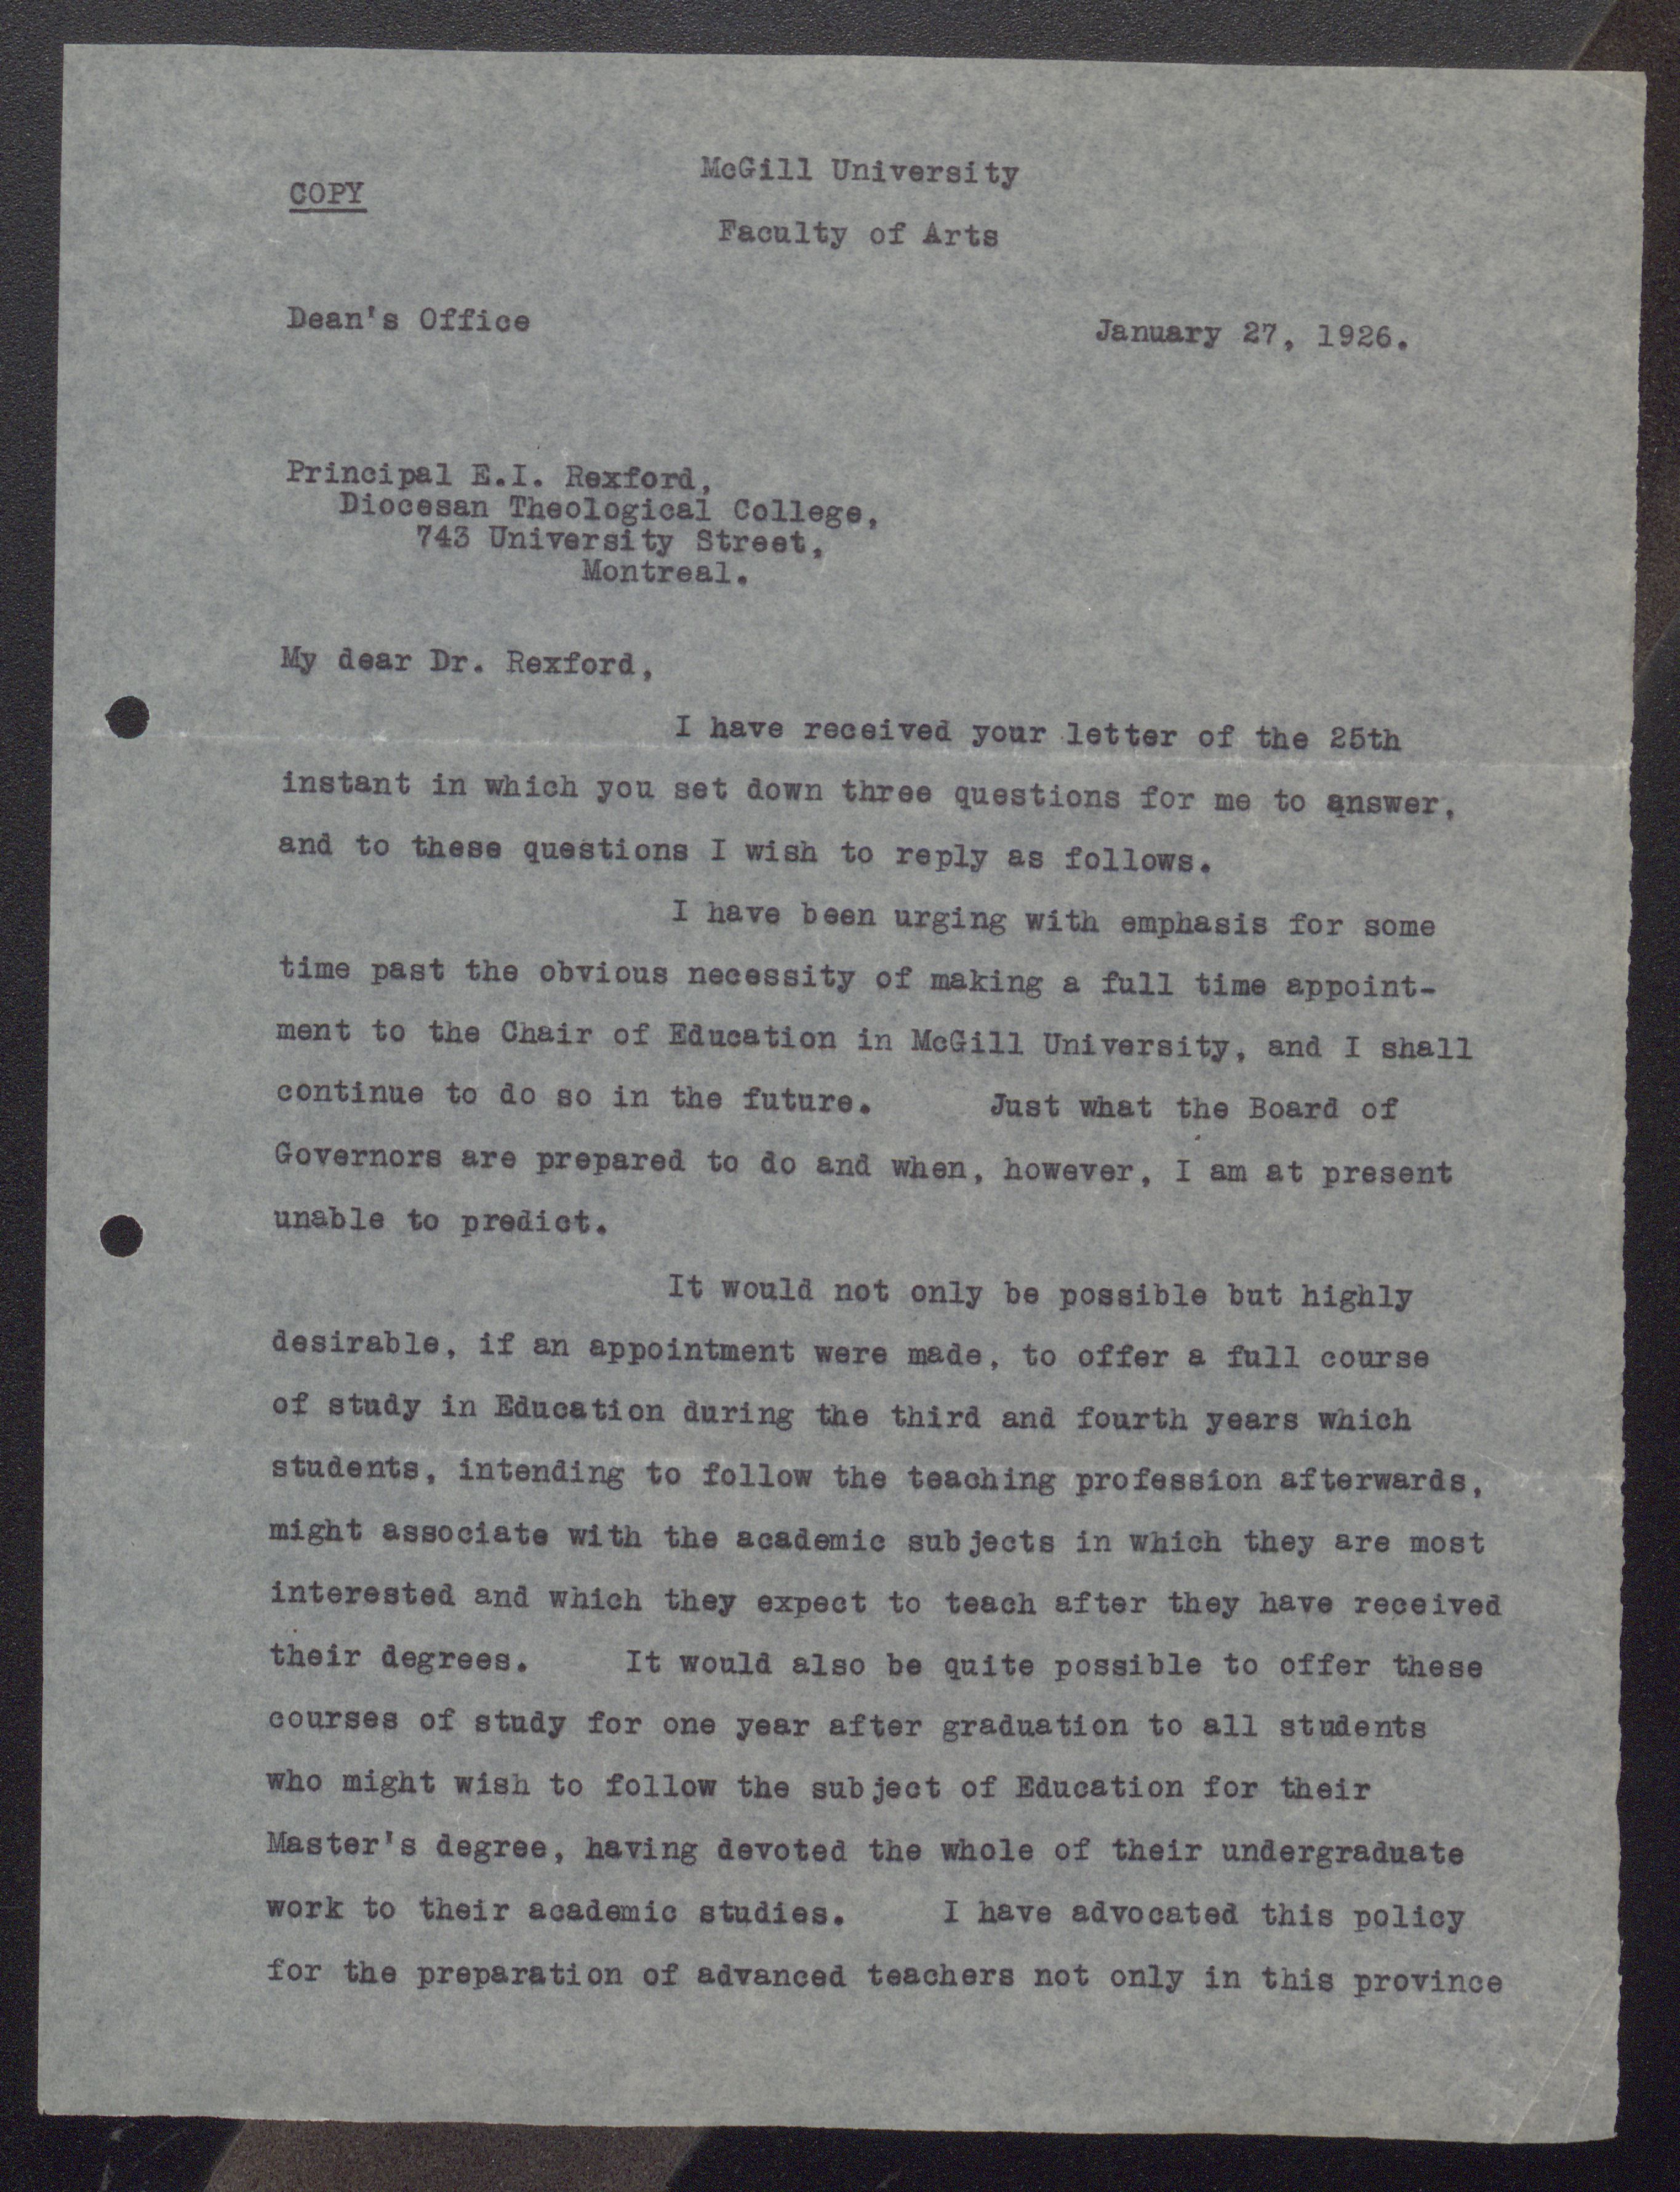 McGill University
COPY
Faculty of Arts
Dean's Office
January 27, 1926.
Principal E.I. Rexford,
Diocesan Theological College,
743 University Street,
Montreal.
My dear Dr. Rexford,
I have received your letter of the 25th
instant in which you set down three questions for me to answer,
and to these questions I wish to reply as follows.
I have been urging with emphasis for some
time past the obvious necessity of making a full time appoint-
ment to the Chair of Education in McGill University, and I shall
continue to do so in the future. Just what the Board of
Governors are prepared to do and when, however, I am at present
unable to predict.
It would not only be possible but highly
desirable, if an appointment were made, to offer a full course
of study in Education during the third and fourth years which
students, intending to follow the teaching profession afterwards,
might associate with the academic subjects in which they are most
interested and which they expect to teach after they have received
their degrees. It would also be quite possible to offer these
courses of study for one year after graduation to all students
who might wish to follow the subject of Education for their
Master's degree, having devoted the whole of their undergraduate
work to their academic studies. I have advocated this policy
for the preparation of advanced teachers not only in this province